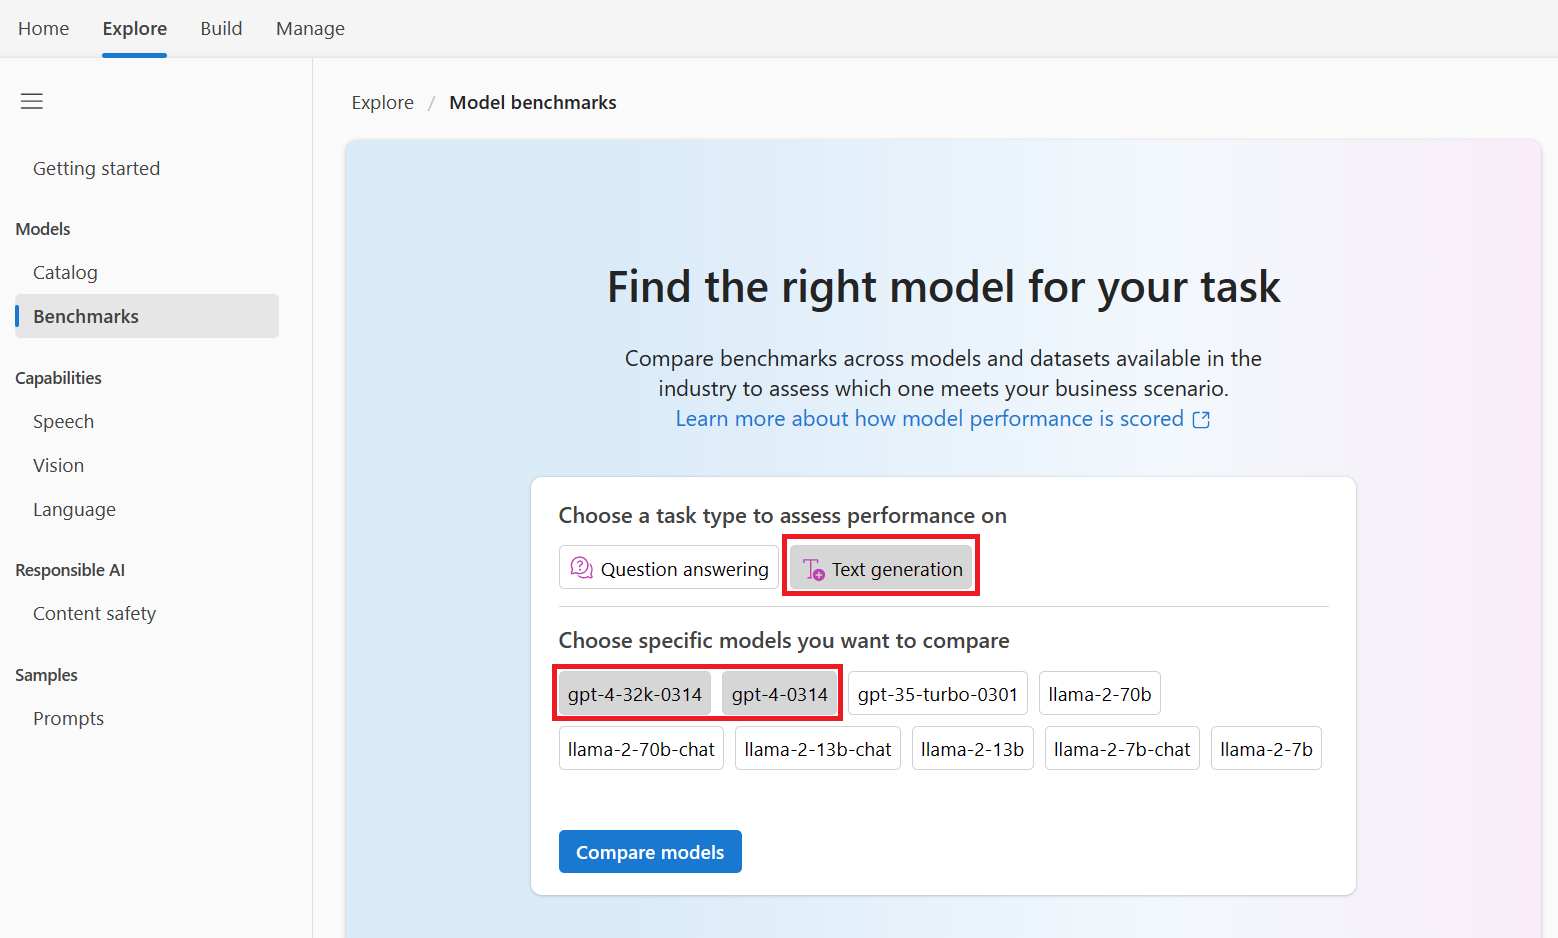 Home Explore Build Manage
Explore / Model benchmarks
Getting started
Models
Catalog
Benchmarks
Capabilities
Speech
Vision
Language
Responsible AI
Content safety
Samples
Prompts
Find the right model for your task
Compare benchmarks across models and datasets available in the
industry to assess which one meets your business scenario.
Learn more about how model performance is scored
Choose a task type to assess performance on
Question answering Text generation
Choose specific models you want to compare
gpt-4-32k-0314 gpt-4-0314 gpt-35-turbo-0301 llama-2-70b
llama-2-70b-chat llama-2-13b-chat llama-2-13b llama-2-7b-chat llama-2-7b
Compare models